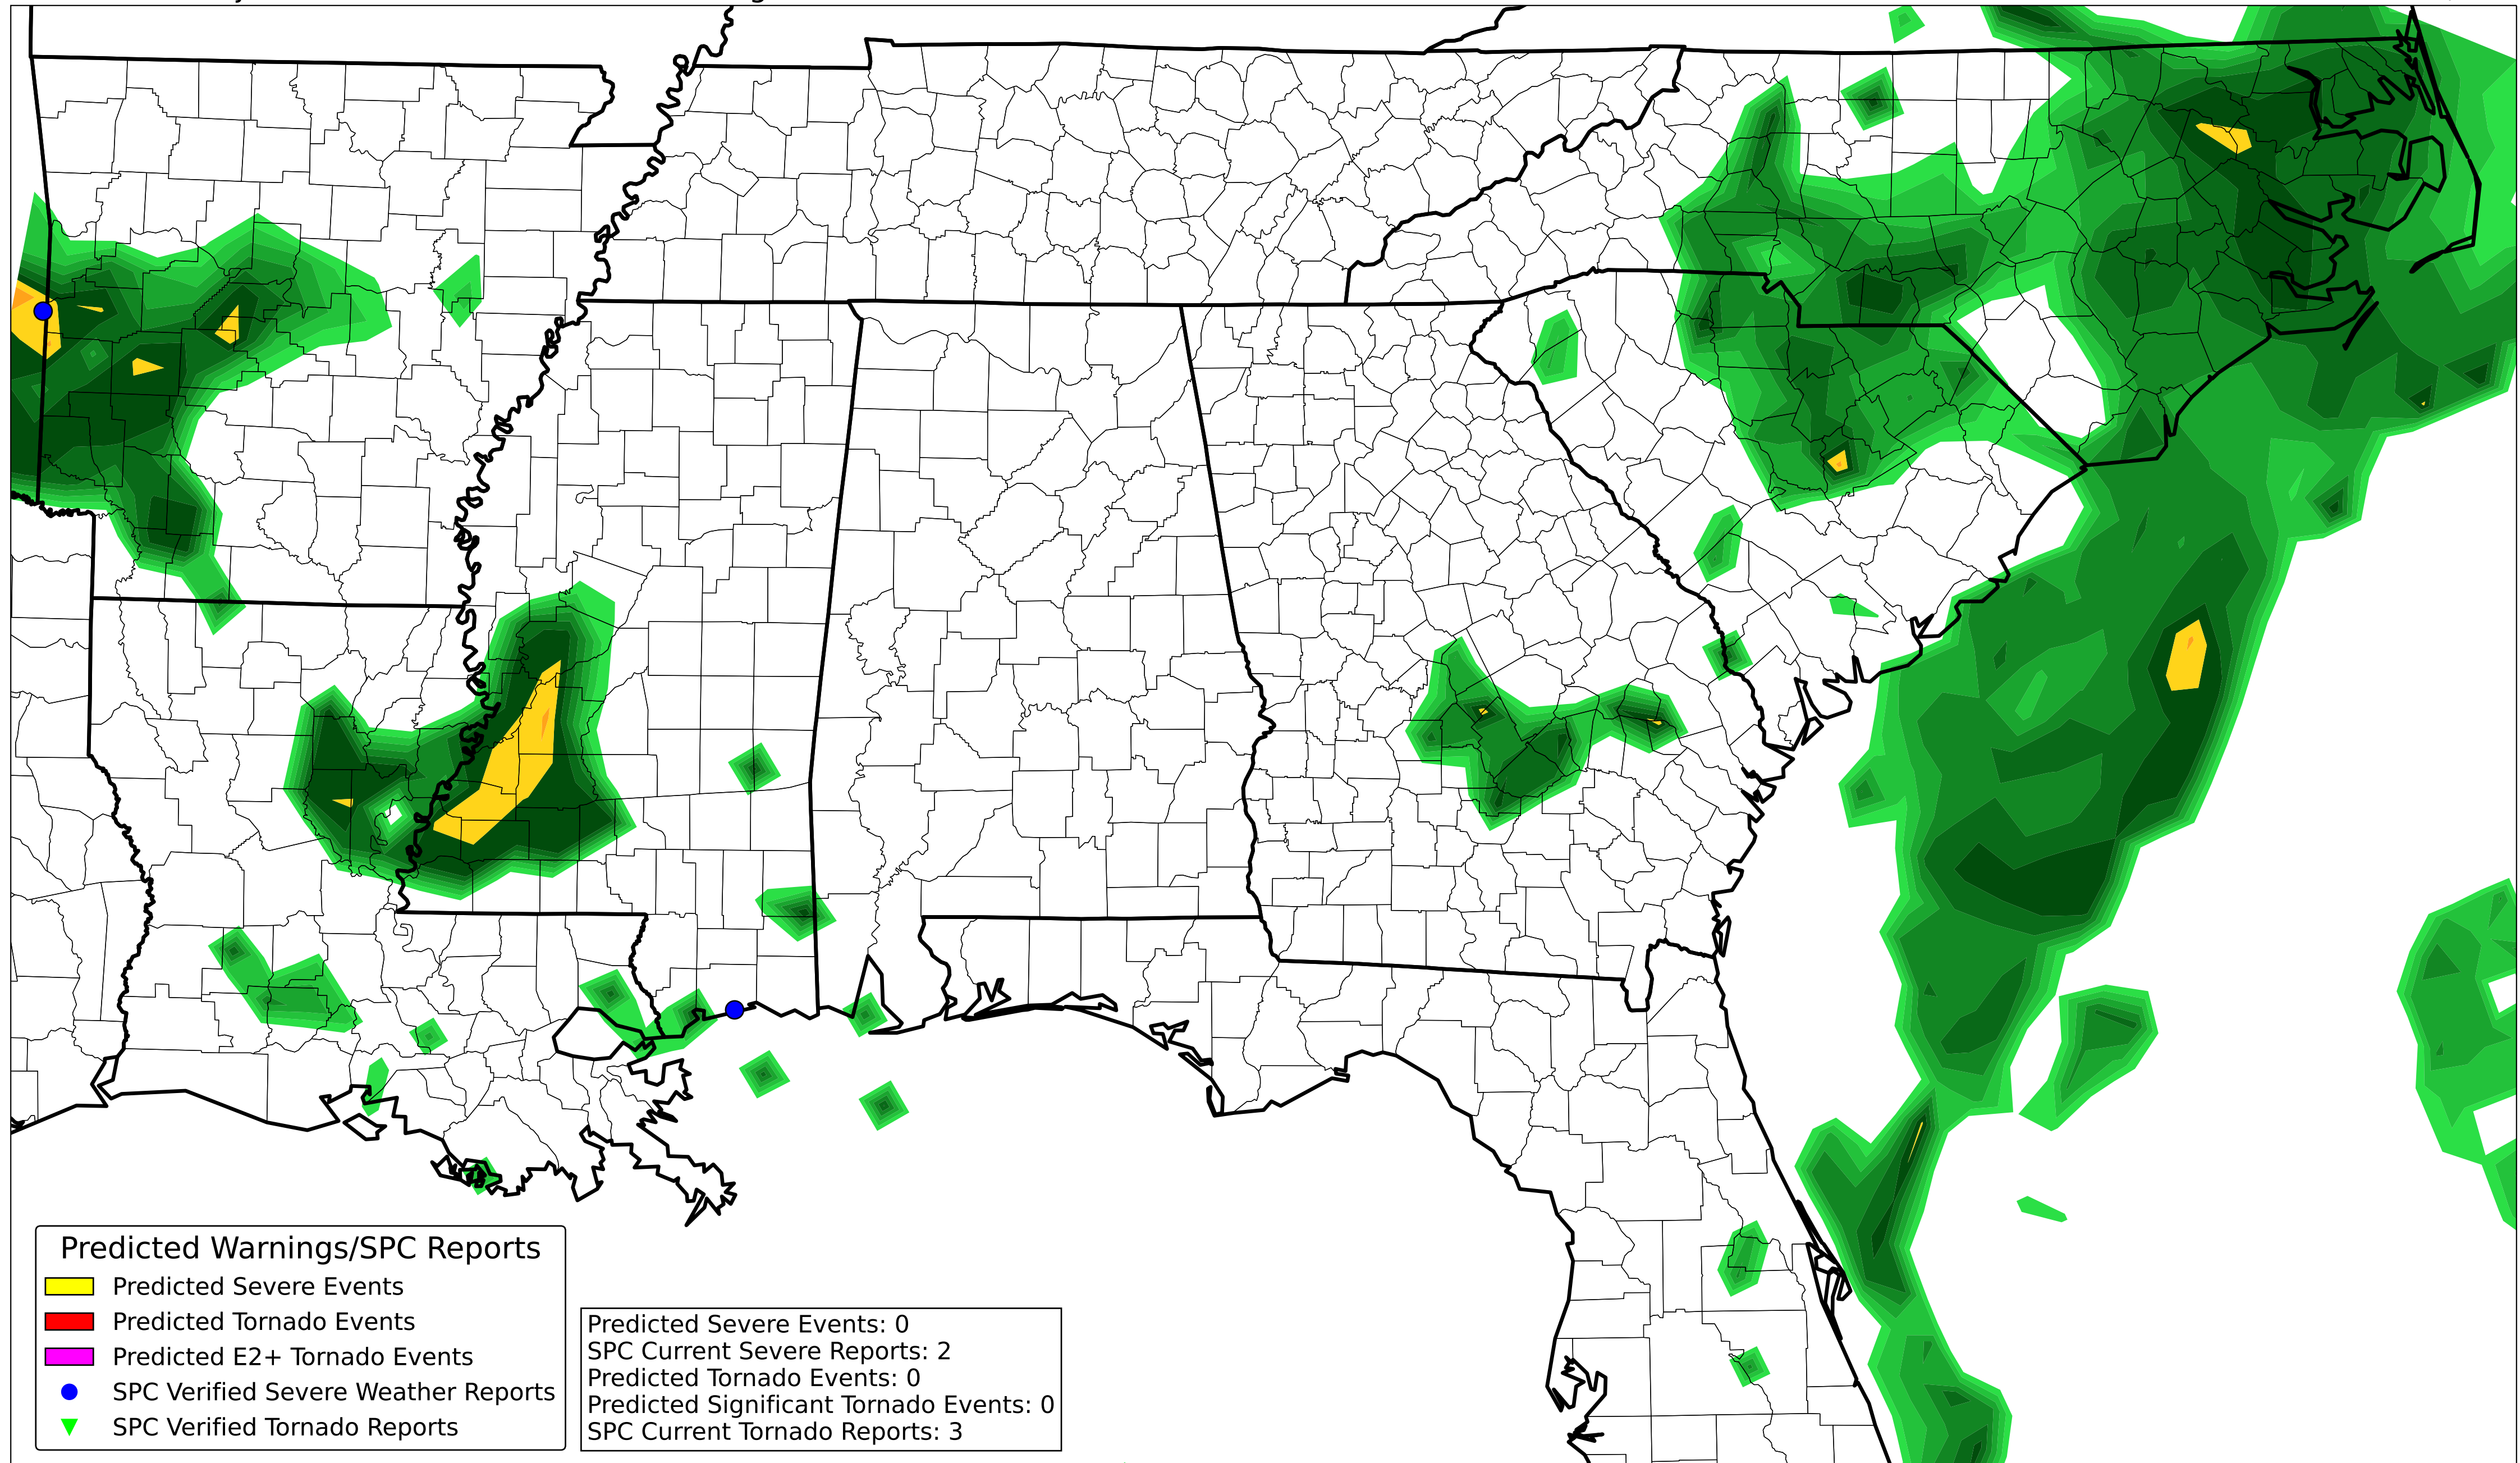 Predicted Warnings/SPC Reports
Predicted Severe Events
Predicted Tornado Events
Predicted E2+ Tornado Events
SPC Verified Severe Weather Reports
SPC Verified Tornado Reports
Predicted Severe Events: 0
SPC Current Severe Reports: 2
Predicted Tornado Events: 0
Predicted Significant Tornado Events: 0
SPC Current Tornado Reports: 3